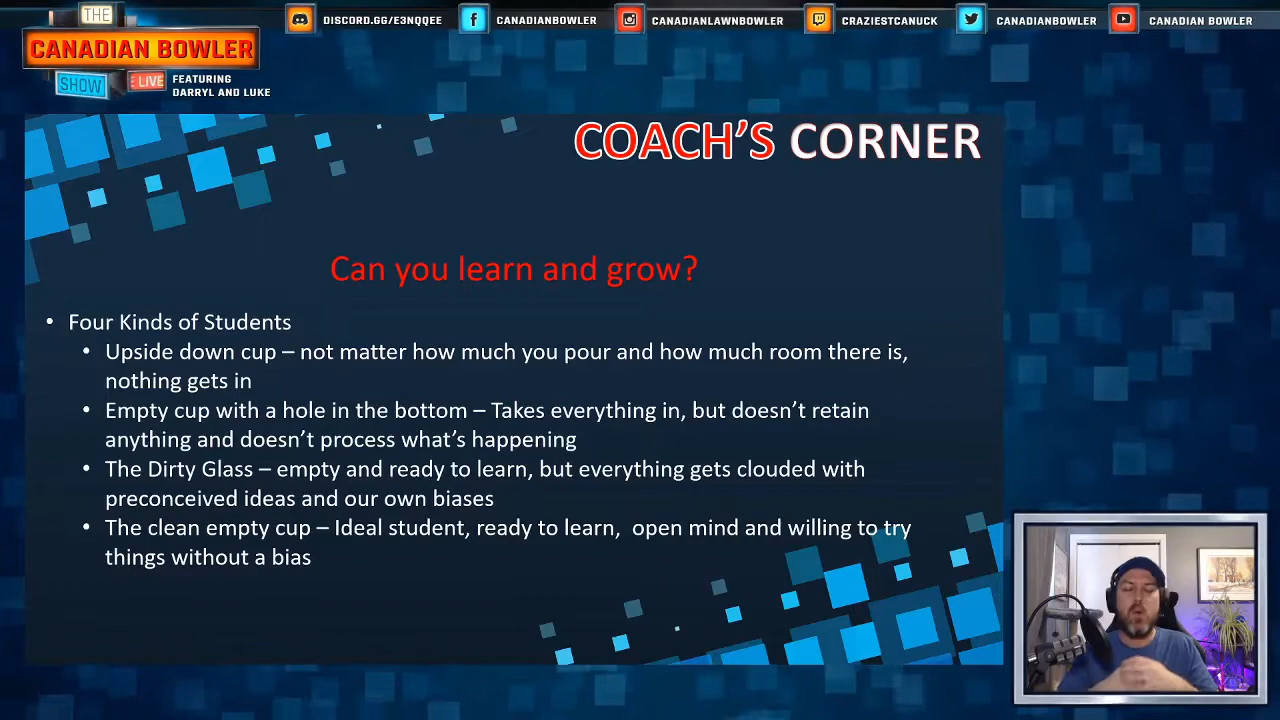 THE
CANADIAN BOWLER
SHOW
E LIVE
FEATURING
DARRYL AND LUKE
DISCORD.GG/E3NQQEE
CANADIANBOWLER
CANADIANLAWNBOWLER
CRAZIESTCANUCK
CANADIANBOWLER
CANADIAN BOWLER
COACH'S CORNER
Can you learn and grow?
• Four Kinds of Students
• Upside down cup – not matter how much you pour and how much room there is,
nothing gets in
• Empty cup with a hole in the bottom – Takes everything in, but doesn't retain
anything and doesn't process what's happening
• The Dirty Glass – empty and ready to learn, but everything gets clouded with
preconceived ideas and our own biases
• The clean empty cup – Ideal student, ready to learn,  open mind and willing to try
things without a bias